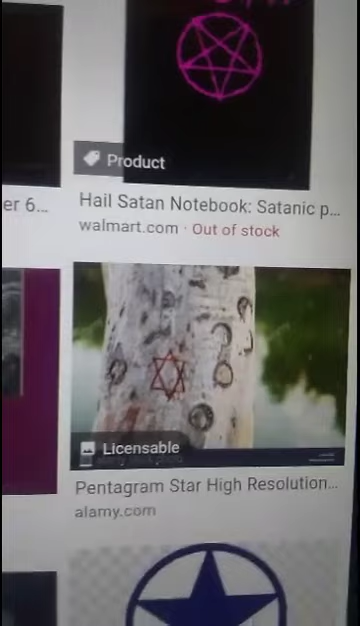 Product
er 6...
Hail Satan Notebook: Satanic p...
walmart.com · Out of stock
Licensable
Pentagram Star High Resolution...
alamy.com